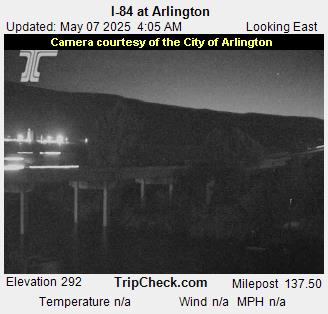 I-84 at Arlington
Updated: May 07 2025 4:05 AM Looking East
Camera courtesy of the City of Arlington
Elevation 292 TripCheck.com Milepost 137.50
Temperature n/a Wind n/a MPH n/a